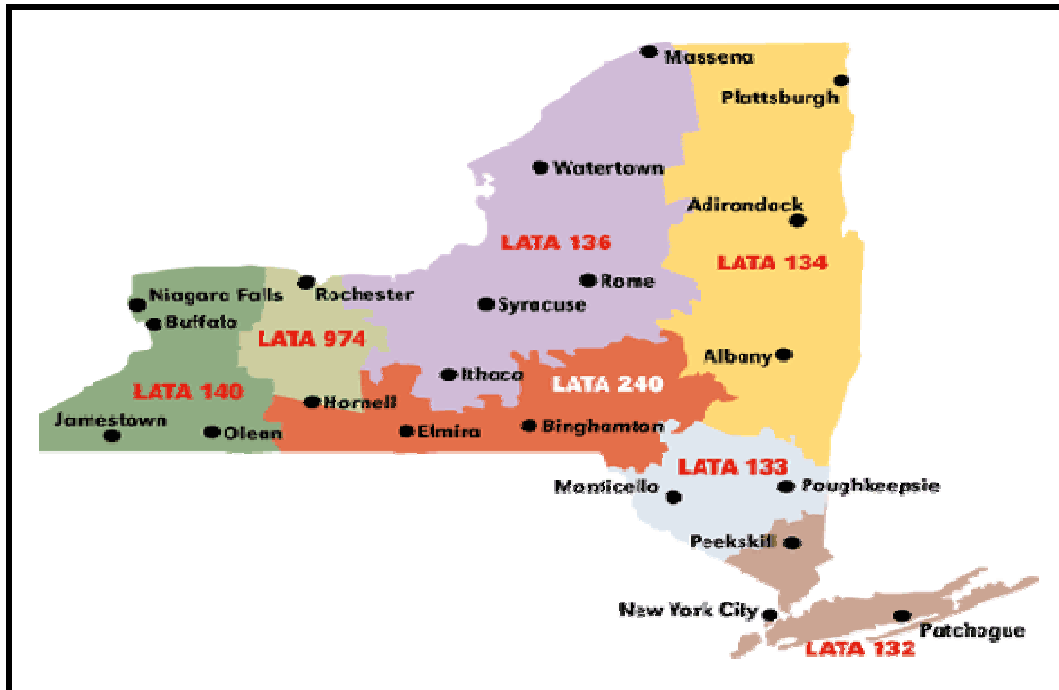 Massena
Plattsburgh
Watertown
Adirondack
LATA 136
LATA 134
Rome
Niagara Falls
Rochester
Syracuse
Buffalo
LATA 974
Albany
Ithaca
LATA 240
LATA 140
Hornell
Jamestown
Olean
Elmira
Binghamton
LATA 133
Monticello
Poughkeepsie
Peekskill
New York City
Patchogue
LATA 132